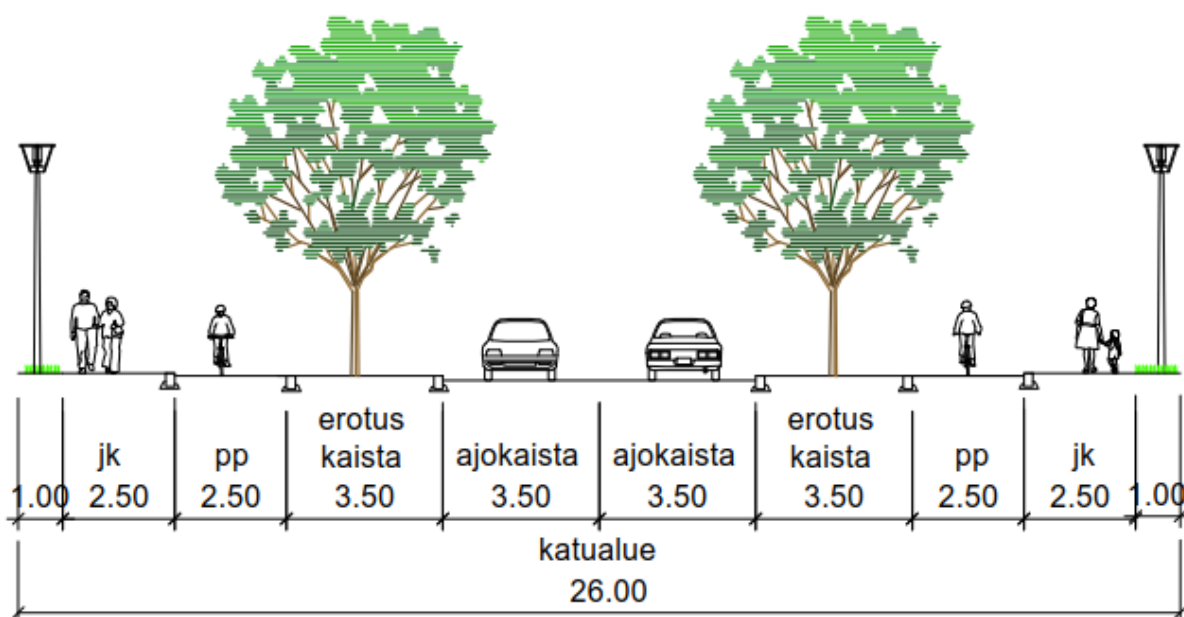 erotus erotus
jk pp kaista ajokaista ajokaista kaista pp jk
1.00 2.50 2.50 3.50 3.50 3.50 3.50 2.50 2.50 1.00
katualue
26.00